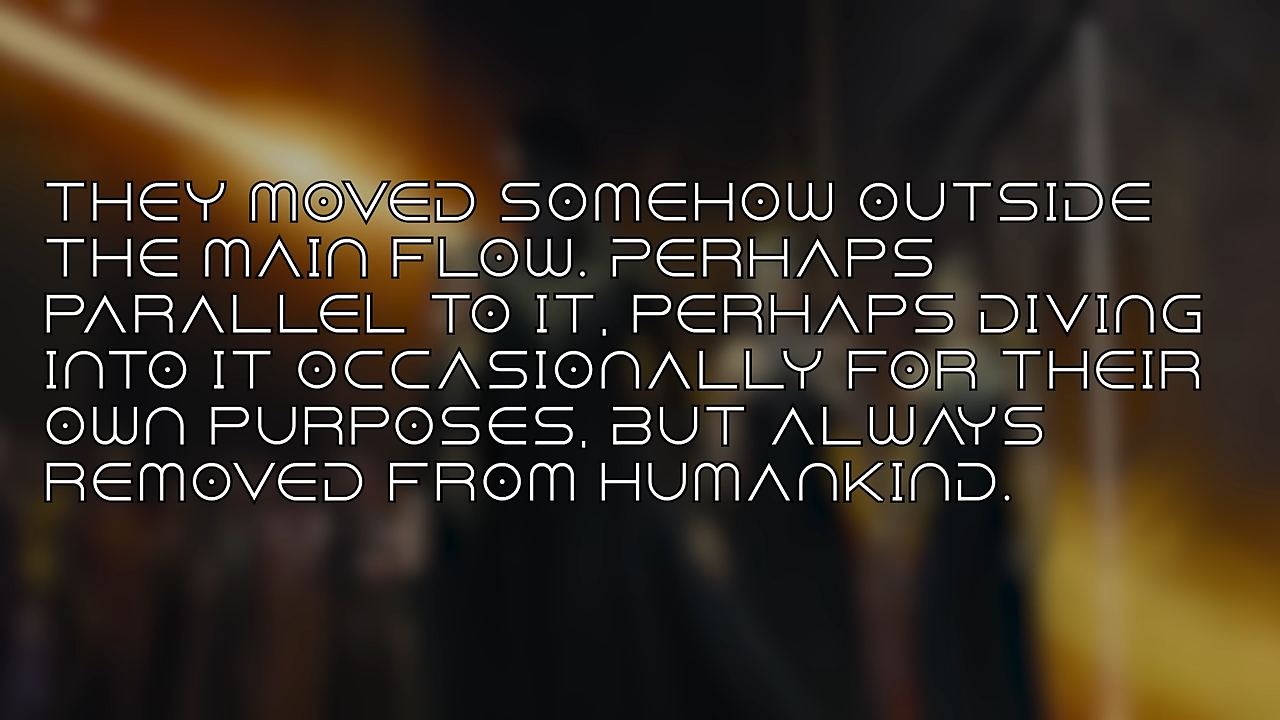 THEY MOVED SOMEHOW OUTSIDE
THE MAIN FLOW. PERHAPS
PARALLEL TO IT, PERHAPS DIVING
INTO IT OCCASIONALLY FOR THEIR
OWN PURPOSES, BUT ALWAYS
REMOVED FROM HUMANKIND.